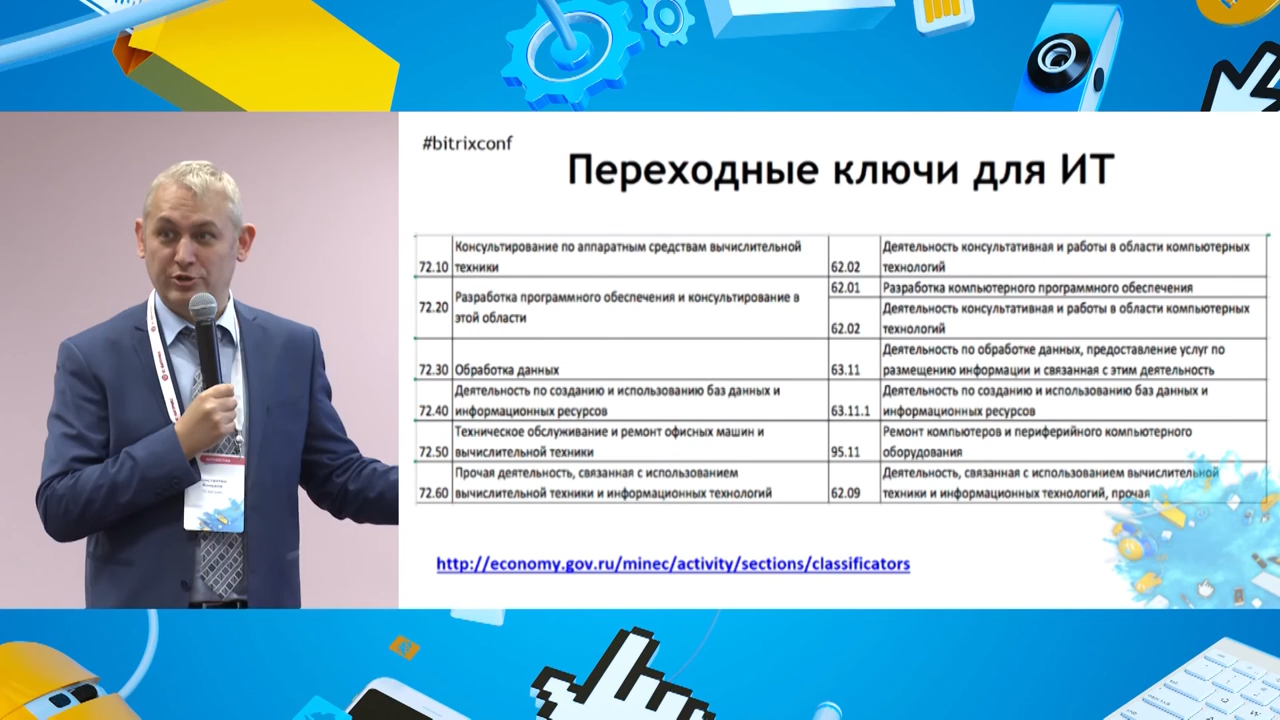 #bitrixconf
Переходные ключи для ИТ
72.10 Консультирование по аппаратным средствам вычислительной
техники
62.02 Деятельность консультативная и работы в области компьютерных
технологий
72.20 Разработка программного обеспечения и консультирование в
этой области
62.01 Разработка компьютерного программного обеспечения
62.02 Деятельность консультативная и работы в области компьютерных
технологий
72.30 Обработка данных
63.11 Деятельность по обработке данных, предоставление услуг по
размещению информации и связанная с этим деятельность
72.40 Деятельность по созданию и использованию баз данных и
информационных ресурсов
63.11.1 Деятельность по созданию и использованию баз данных и
информационных ресурсов
72.50 Техническое обслуживание и ремонт офисных машин и
вычислительной техники
95.11 Ремонт компьютеров и периферийного компьютерного
оборудования
72.60 Прочая деятельность, связанная с использованием
вычислительной техники и информационных технологий
62.09 Деятельность, связанная с использованием вычислительной
техники и информационных технологий, прочая
http://economy.gov.ru/minec/activity/sections/classificators